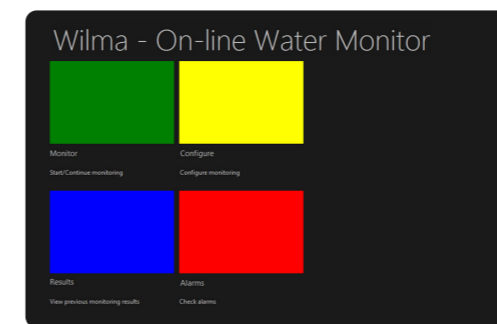 Wilma - On-line Water Monitor
Monitor
Start/Continue monitoring
Configure
Configure monitoring
Results
View previous monitoring results
Alarms
Check alarms